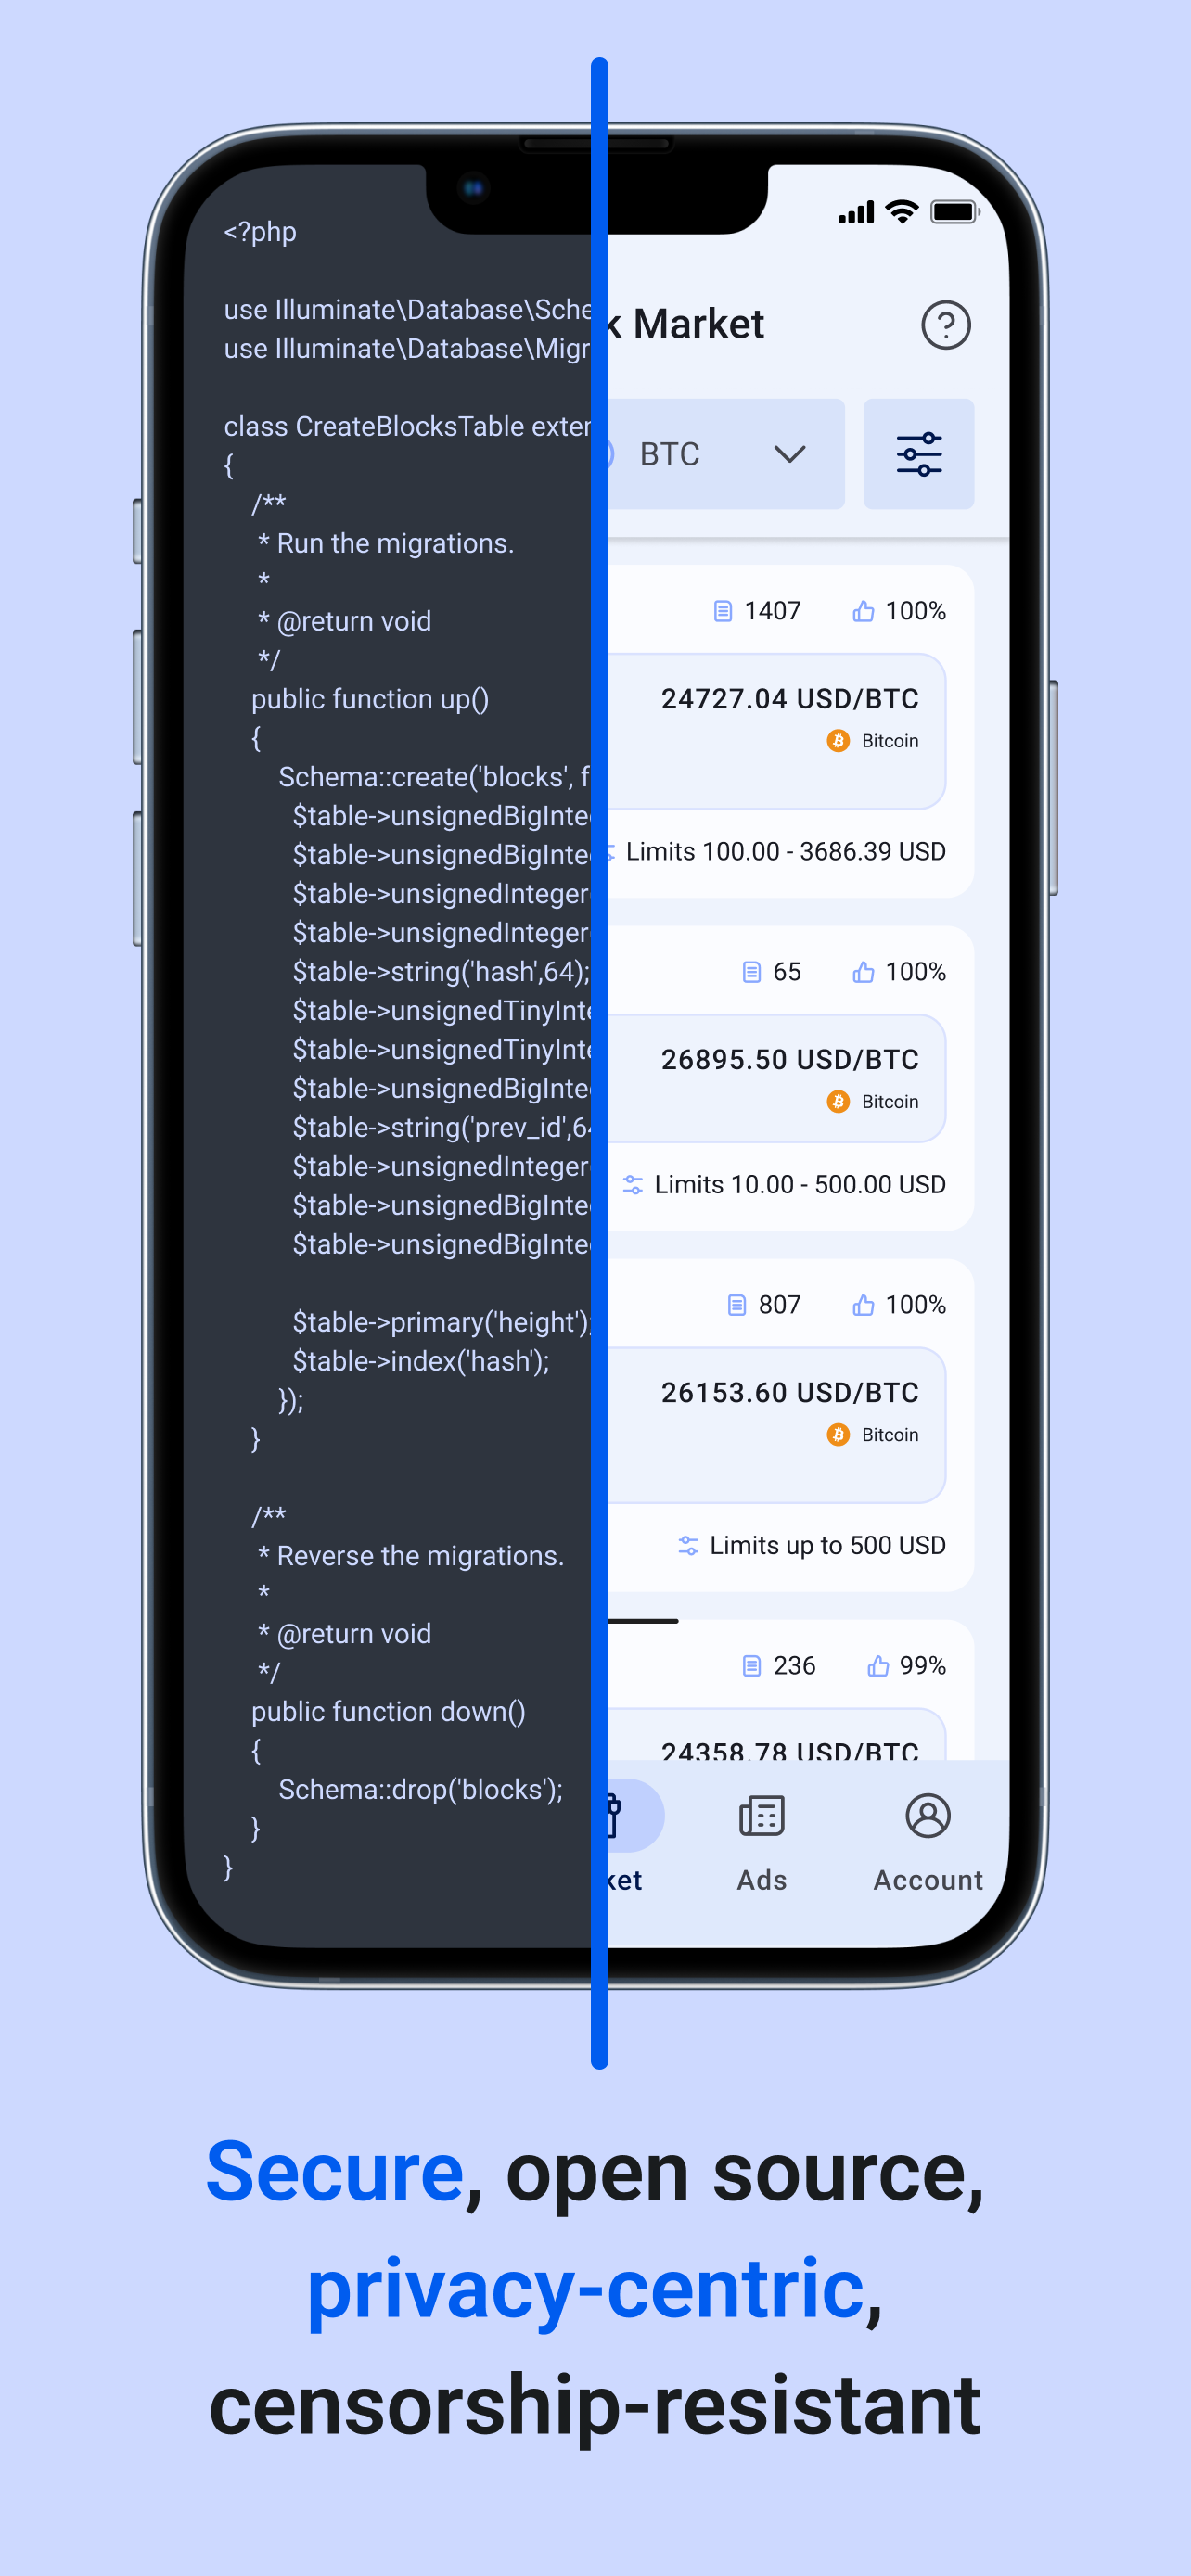 <?php
use Illuminate\Database\Sche
use Illuminate\Database\Migr
class CreateBlocksTable exter
{
/**
* Run the migrations.
*
* @return void
*/
public function up()
{
Schema::create('blocks', f
$table->unsignedBigInte
$table->unsignedBigInte
$table->unsignedInteger
$table->unsignedInteger
$table->string('hash',64);
$table->unsignedTinyInte
$table->unsignedTinyInte
$table->unsignedBigInte
$table->string('prev_id',64
$table->unsignedInteger
$table->unsignedBigInte
$table->unsignedBigInte
$table->primary('height');
$table->index('hash');
});
}
/**
* Reverse the migrations.
*
* @return void
*/
public function down()
{
Schema::drop('blocks');
}
}
k Market
BTC
1407 100%
24727.04 USD/BTC
Bitcoin
Limits 100.00 - 3686.39 USD
65 100%
26895.50 USD/BTC
Bitcoin
Limits 10.00 - 500.00 USD
807 100%
26153.60 USD/BTC
Bitcoin
Limits up to 500 USD
236 99%
24358.78 USD/BTC
ket Ads Account
Secure, open source,
privacy-centric,
censorship-resistant